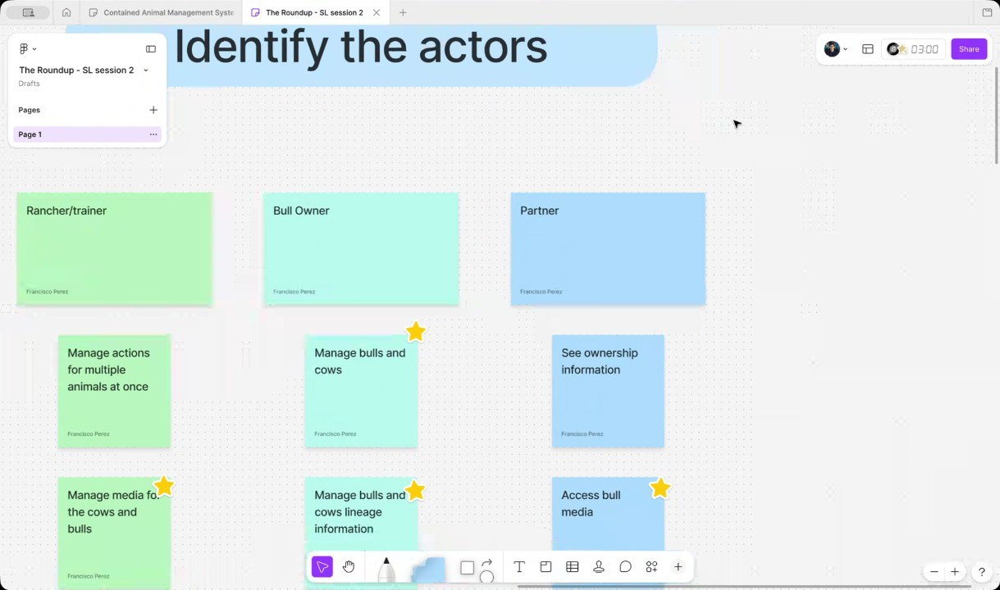 Contained Animal Management Syste
The Roundup - SL session 2
Identify the actors
The Roundup - SL session 2
Drafts
Pages
Page 1
03:00
Share
Rancher/trainer
Francisco Perez
Bull Owner
Francisco Perez
Partner
Francisco Perez
Manage actions
for multiple
animals at once
Francisco Perez
Manage bulls and
cows
Francisco Perez
See ownership
information
Francisco Perez
Manage media for
the cows and
bulls
Francisco Perez
Manage bulls and
cows lineage
information
Access bull
media